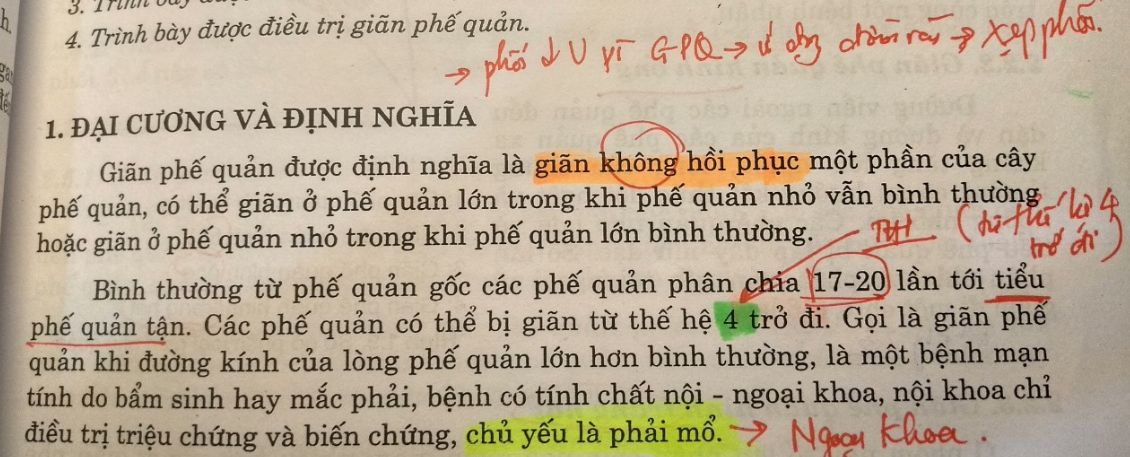 4. Trình bày được điều trị giãn phế quản.
→ phổi ↓ U vì GPQ → ứ đọng đờm rãi → xẹp phổi.
1. ĐẠI CƯƠNG VÀ ĐỊNH NGHĨA
Giãn phế quản được định nghĩa là giãn không hồi phục một phần của cây
phế quản, có thể giãn ở phế quản lớn trong khi phế quản nhỏ vẫn bình thường
hoặc giãn ở phế quản nhỏ trong khi phế quản lớn bình thường.
(từ thứ 4
trở đi)
Bình thường từ phế quản gốc các phế quản phân chia 17-20 lần tới tiểu
phế quản tận. Các phế quản có thể bị giãn từ thế hệ 4 trở đi. Gọi là giãn phế
quản khi đường kính của lòng phế quản lớn hơn bình thường, là một bệnh mạn
tính do bẩm sinh hay mắc phải, bệnh có tính chất nội - ngoại khoa, nội khoa chỉ
điều trị triệu chứng và biến chứng, chủ yếu là phải mổ. → Ngoại khoa.